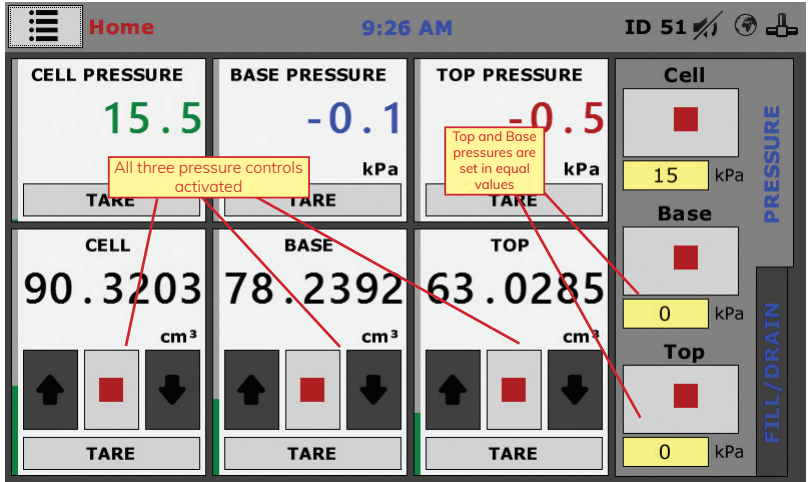 Home
9:26 AM
ID 51
CELL PRESSURE
15.5
TARE
BASE PRESSURE
-0.1
kPa
TARE
TOP PRESSURE
-0.5
kPa
TARE
All three pressure controls
activated
Top and Base
pressures are
set in equal
values
CELL
90.3203
cm³
TARE
BASE
78.2392
cm³
TARE
TOP
63.0285
cm³
TARE
Cell
15 kPa
Base
0 kPa
Top
0 kPa
PRESSURE
FILL/DRAIN